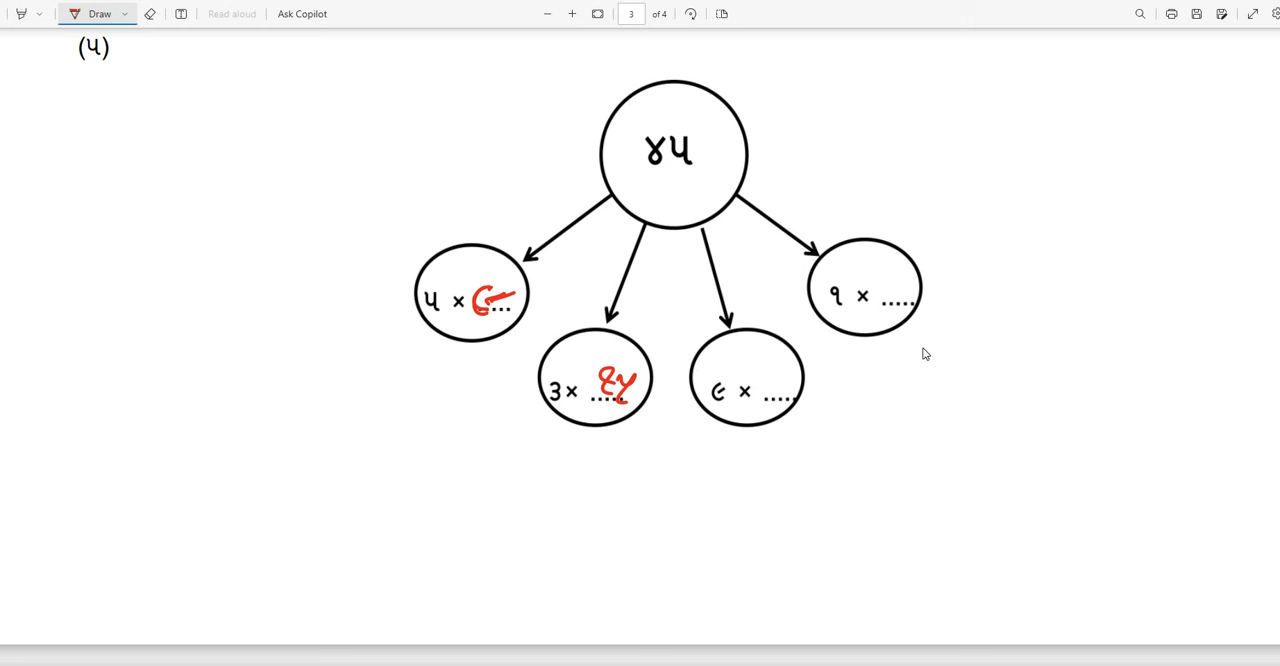 Draw Read aloud Ask Copilot 3 of 4
(૫)
૪૫
૫ × ૯...
૩× ૧૫.....
૯ × .....
૧ × .....